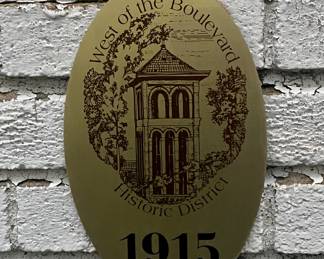 West of the Boulevard
Historic District
1915